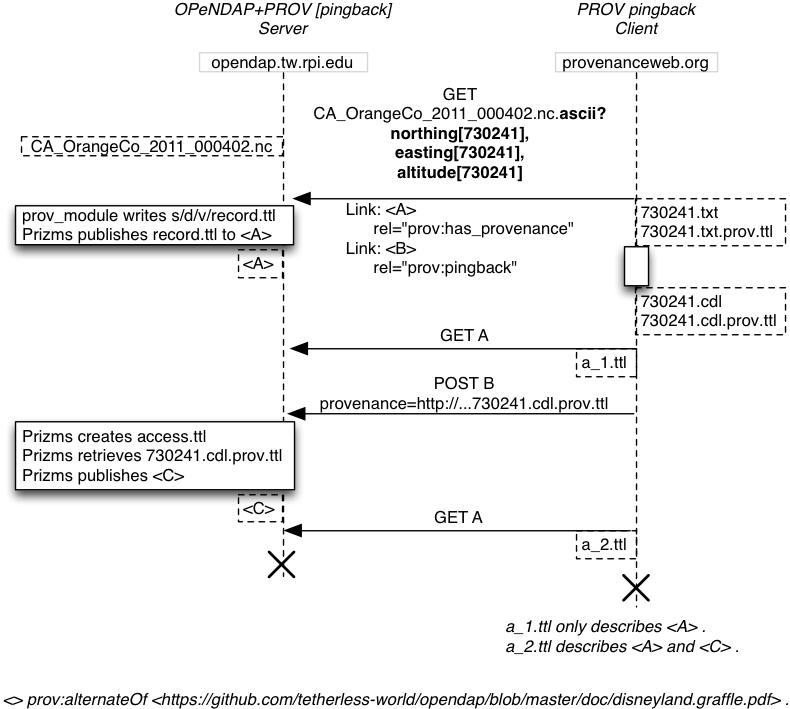 OPeNDAP+PROV [pingback]
Server
PROV pingback
Client
opendap.tw.rpi.edu
provenanceweb.org
GET
CA_OrangeCo_2011_000402.nc.ascii?
northing[730241],
easting[730241],
altitude[730241]
CA_OrangeCo_2011_000402.nc
prov_module writes s/d/v/record.ttl
Prizms publishes record.ttl to <A>
Link: <A>
rel="prov:has_provenance"
Link: <B>
rel="prov:pingback"
730241.txt
730241.txt.prov.ttl
<A>
730241.cdl
730241.cdl.prov.ttl
GET A
a_1.ttl
POST B
provenance=http://...730241.cdl.prov.ttl
Prizms creates access.ttl
Prizms retrieves 730241.cdl.prov.ttl
Prizms publishes <C>
<C>
GET A
a_2.ttl
a_1.ttl only describes <A> .
a_2.ttl describes <A> and <C> .
<> prov:alternateOf <https://github.com/tetherless-world/opendap/blob/master/doc/disneyland.graffle.pdf> .